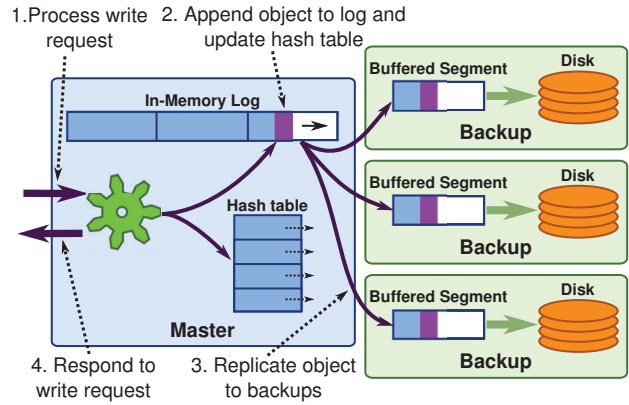 1.Process write
request
2. Append object to log and
update hash table
In-Memory Log
Hash table
Master
Buffered Segment
Disk
Backup
Buffered Segment
Disk
Backup
Buffered Segment
Disk
Backup
4. Respond to
write request
3. Replicate object
to backups